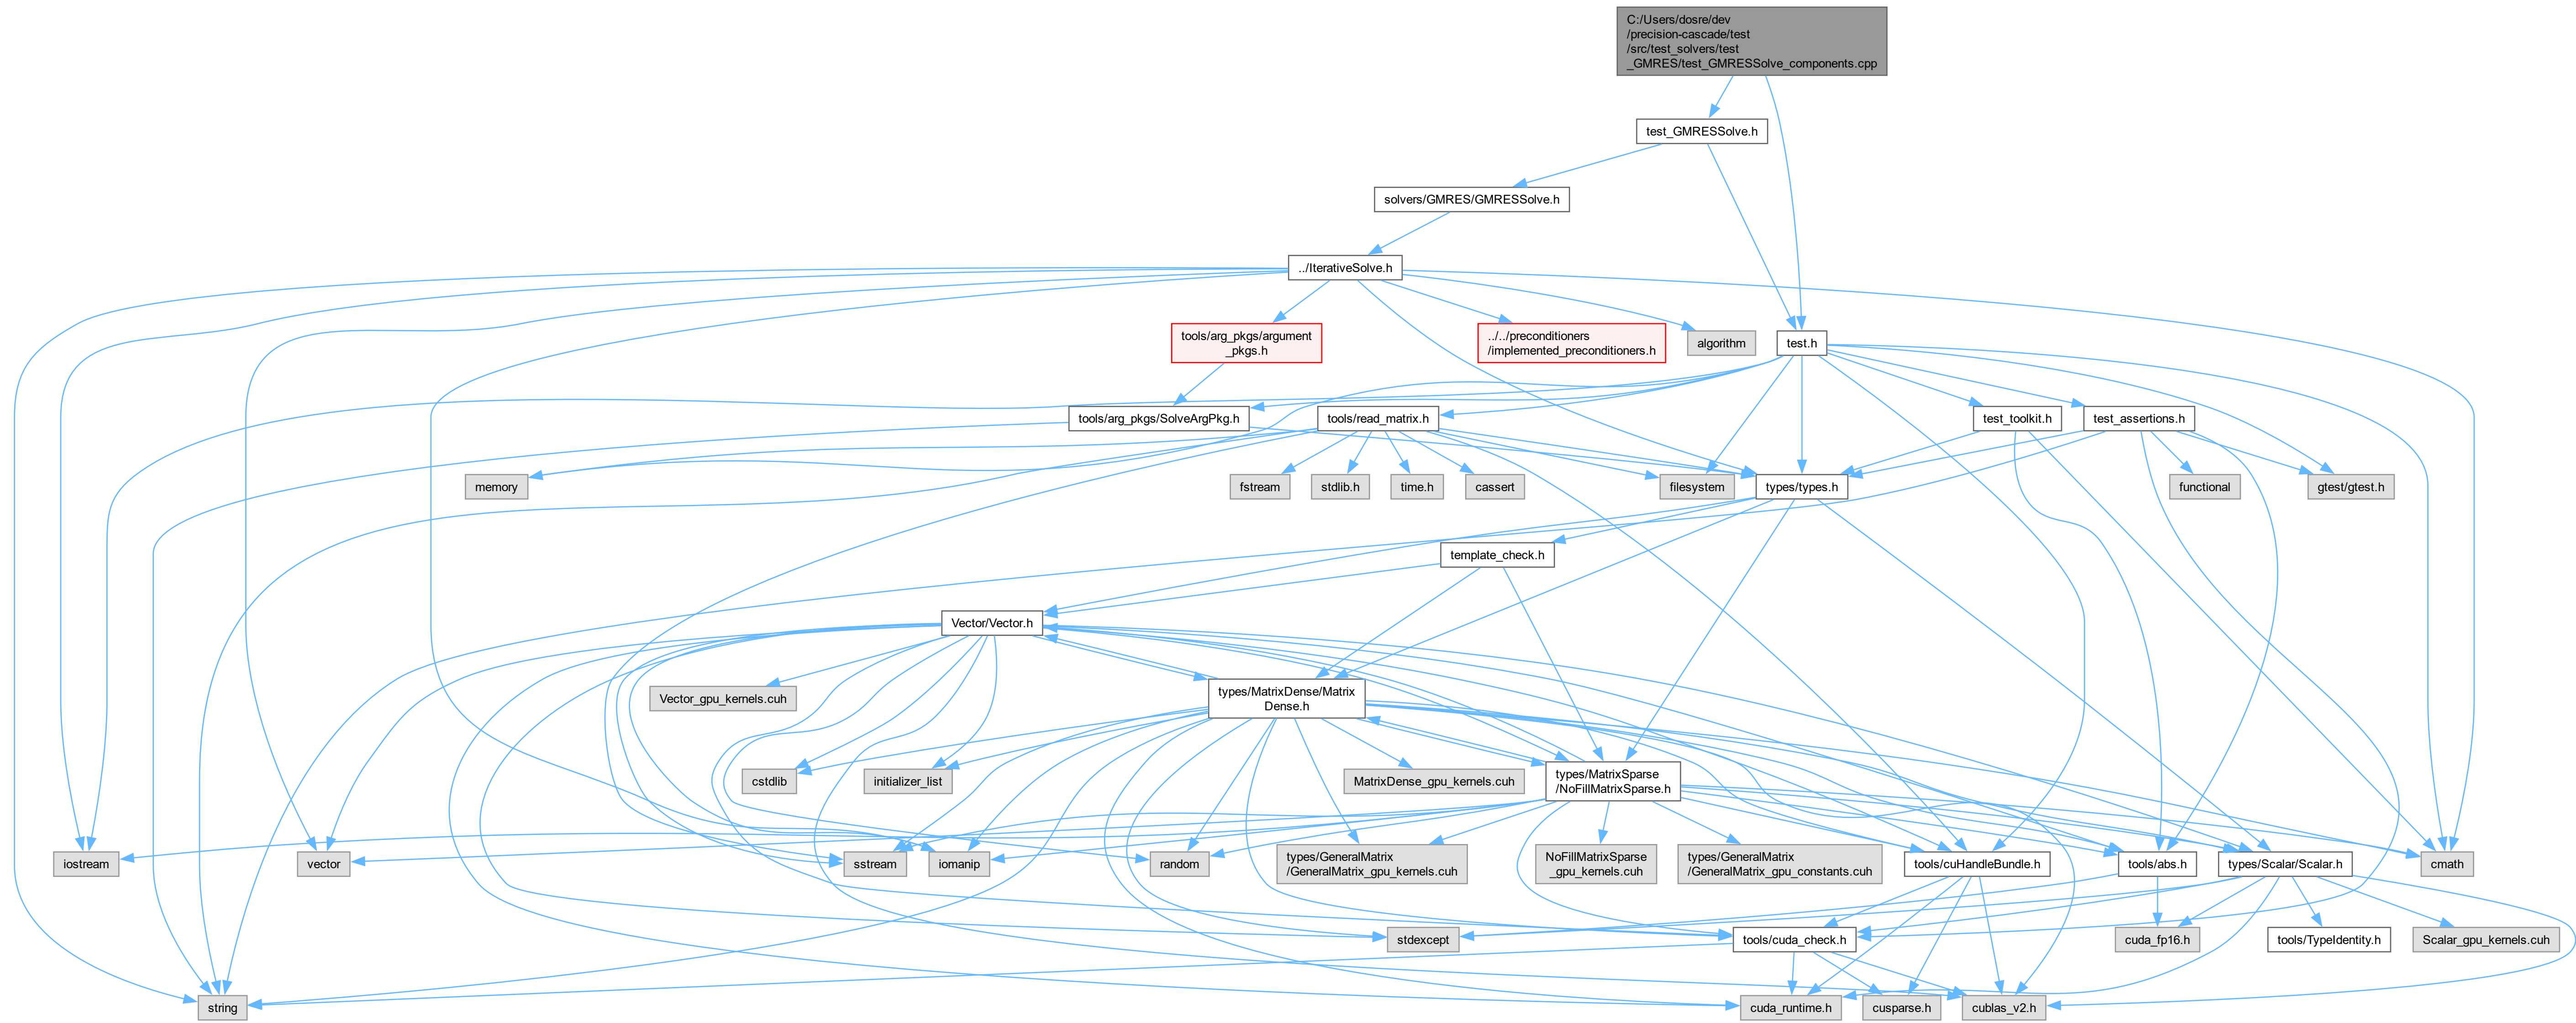 C:/Users/dosre/dev
/precision-cascade/test
/src/test_solvers/test
_GMRES/test_GMRESSolve_components.cpp
test_GMRESSolve.h
solvers/GMRES/GMRESSolve.h
../IterativeSolve.h
tools/arg_pkgs/argument
_pkgs.h
../../preconditioners
/implemented_preconditioners.h
algorithm
test.h
tools/arg_pkgs/SolveArgPkg.h
tools/read_matrix.h
test_toolkit.h
test_assertions.h
memory
fstream
stdlib.h
time.h
cassert
filesystem
types/types.h
functional
gtest/gtest.h
template_check.h
Vector/Vector.h
Vector_gpu_kernels.cuh
types/MatrixDense/Matrix
Dense.h
cstdlib
initializer_list
MatrixDense_gpu_kernels.cuh
types/MatrixSparse
/NoFillMatrixSparse.h
iostream
vector
sstream
iomanip
random
types/GeneralMatrix
/GeneralMatrix_gpu_kernels.cuh
NoFillMatrixSparse
_gpu_kernels.cuh
types/GeneralMatrix
/GeneralMatrix_gpu_constants.cuh
tools/cuHandleBundle.h
tools/abs.h
types/Scalar/Scalar.h
cmath
stdexcept
tools/cuda_check.h
cuda_fp16.h
tools/TypeIdentity.h
Scalar_gpu_kernels.cuh
string
cuda_runtime.h
cusparse.h
cublas_v2.h